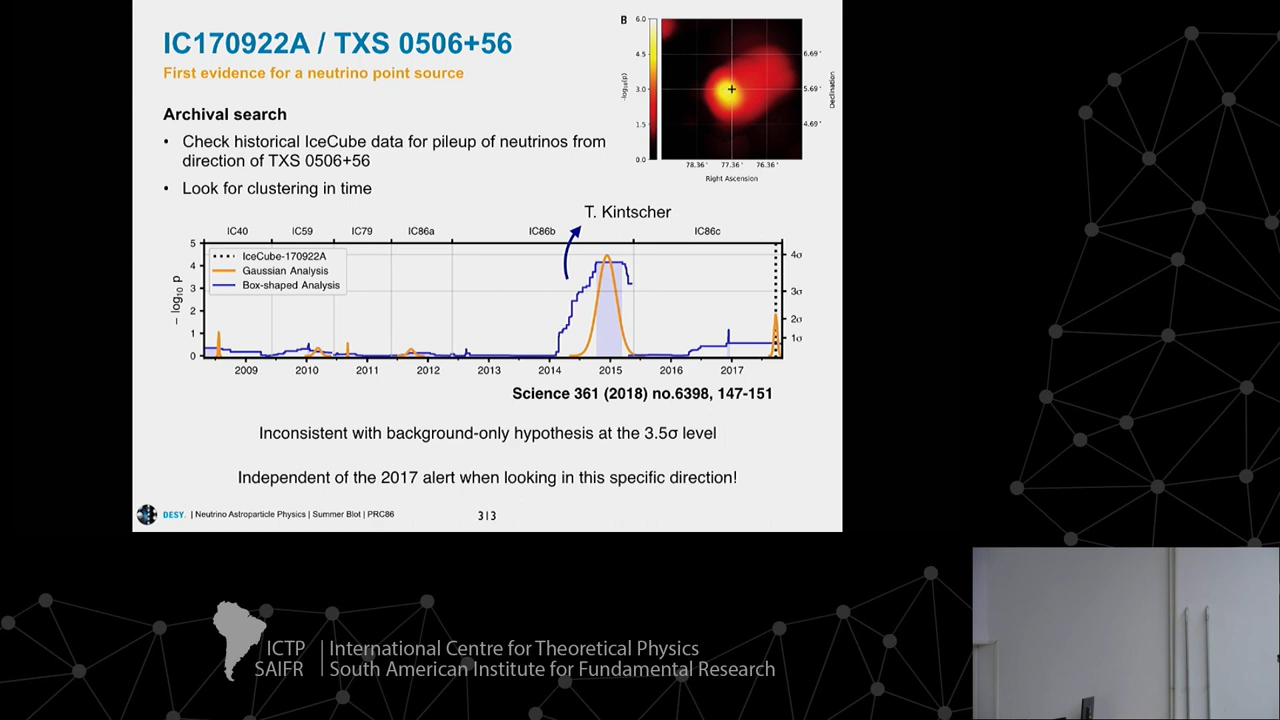 IC170922A / TXS 0506+56
First evidence for a neutrino point source
Archival search
• Check historical IceCube data for pileup of neutrinos from
direction of TXS 0506+56
• Look for clustering in time
B
6.0
4.5
3.0
1.5
0.0
-log10(p)
6.69°
5.69°
4.69°
Declination
78.36° 77.36° 76.36°
Right Ascension
T. Kintscher
IC40 IC59 IC79 IC86a IC86b IC86c
IceCube-170922A
Gaussian Analysis
Box-shaped Analysis
− log10 p
5
4
3
2
1
0
4σ
3σ
2σ
1σ
2009 2010 2011 2012 2013 2014 2015 2016 2017
Science 361 (2018) no.6398, 147-151
Inconsistent with background-only hypothesis at the 3.5σ level
Independent of the 2017 alert when looking in this specific direction!
DESY. | Neutrino Astroparticle Physics | Summer Blot | PRC86
ICTP | International Centre for Theoretical Physics
SAIFR | South American Institute for Fundamental Research